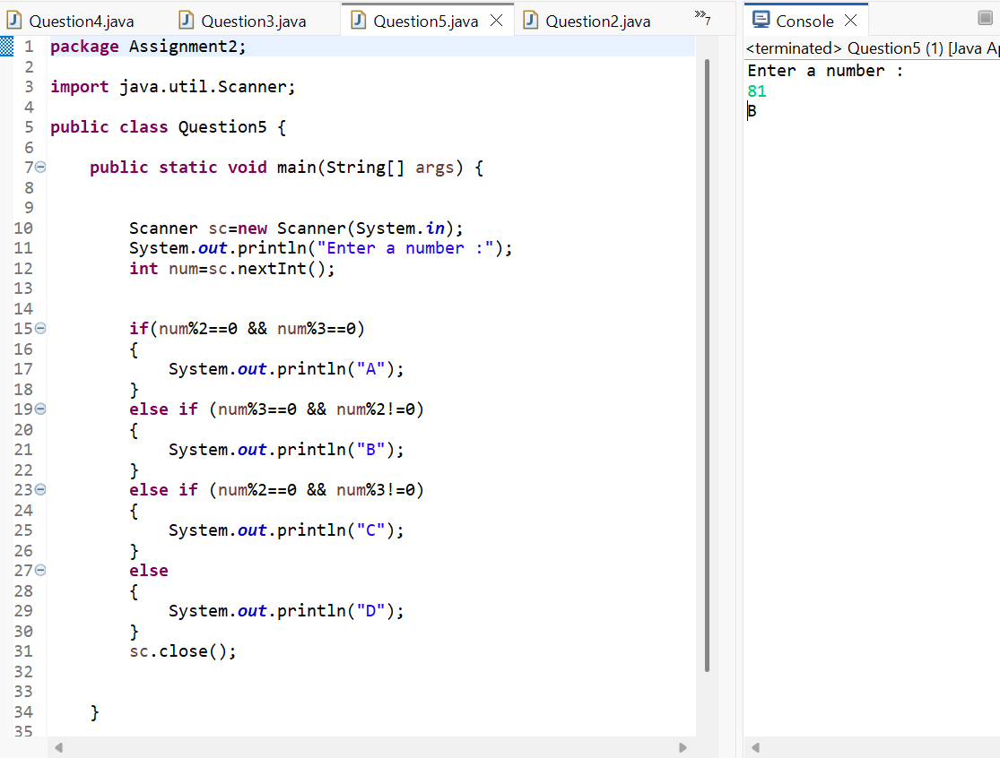 Question4.java Question3.java Question5.java Question2.java »7
1 package Assignment2;
2
3 import java.util.Scanner;
4
5 public class Question5 {
6
7 public static void main(String[] args) {
8
9
10 Scanner sc=new Scanner(System.in);
11 System.out.println("Enter a number :");
12 int num=sc.nextInt();
13
14
15 if(num%2==0 && num%3==0)
16 {
17 System.out.println("A");
18 }
19 else if (num%3==0 && num%2!=0)
20 {
21 System.out.println("B");
22 }
23 else if (num%2==0 && num%3!=0)
24 {
25 System.out.println("C");
26 }
27 else
28 {
29 System.out.println("D");
30 }
31 sc.close();
32
33
34 }
35
Console
<terminated> Question5 (1) [Java Ap
Enter a number :
81
B